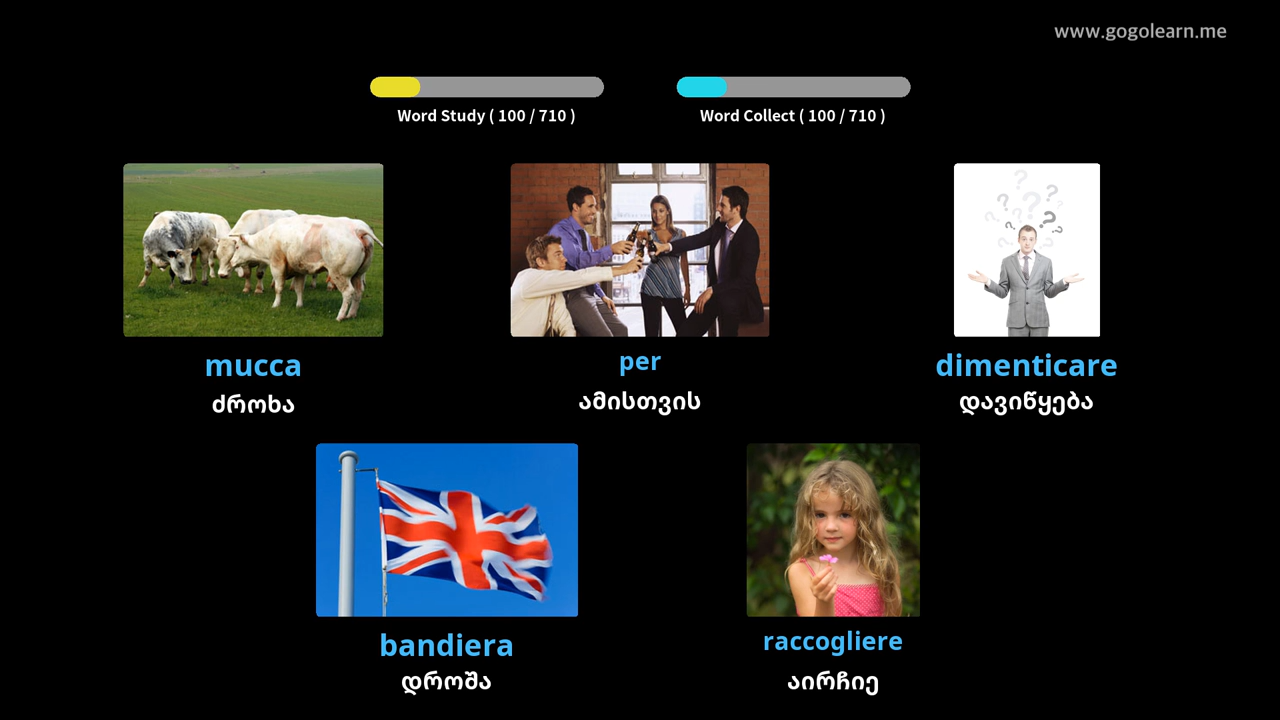 www.gogolearn.me
Word Study ( 100 / 710 )
Word Collect ( 100 / 710 )
mucca
ძროხა
per
ამისთვის
dimenticare
დავიწყება
bandiera
დროშა
raccogliere
აირჩიე